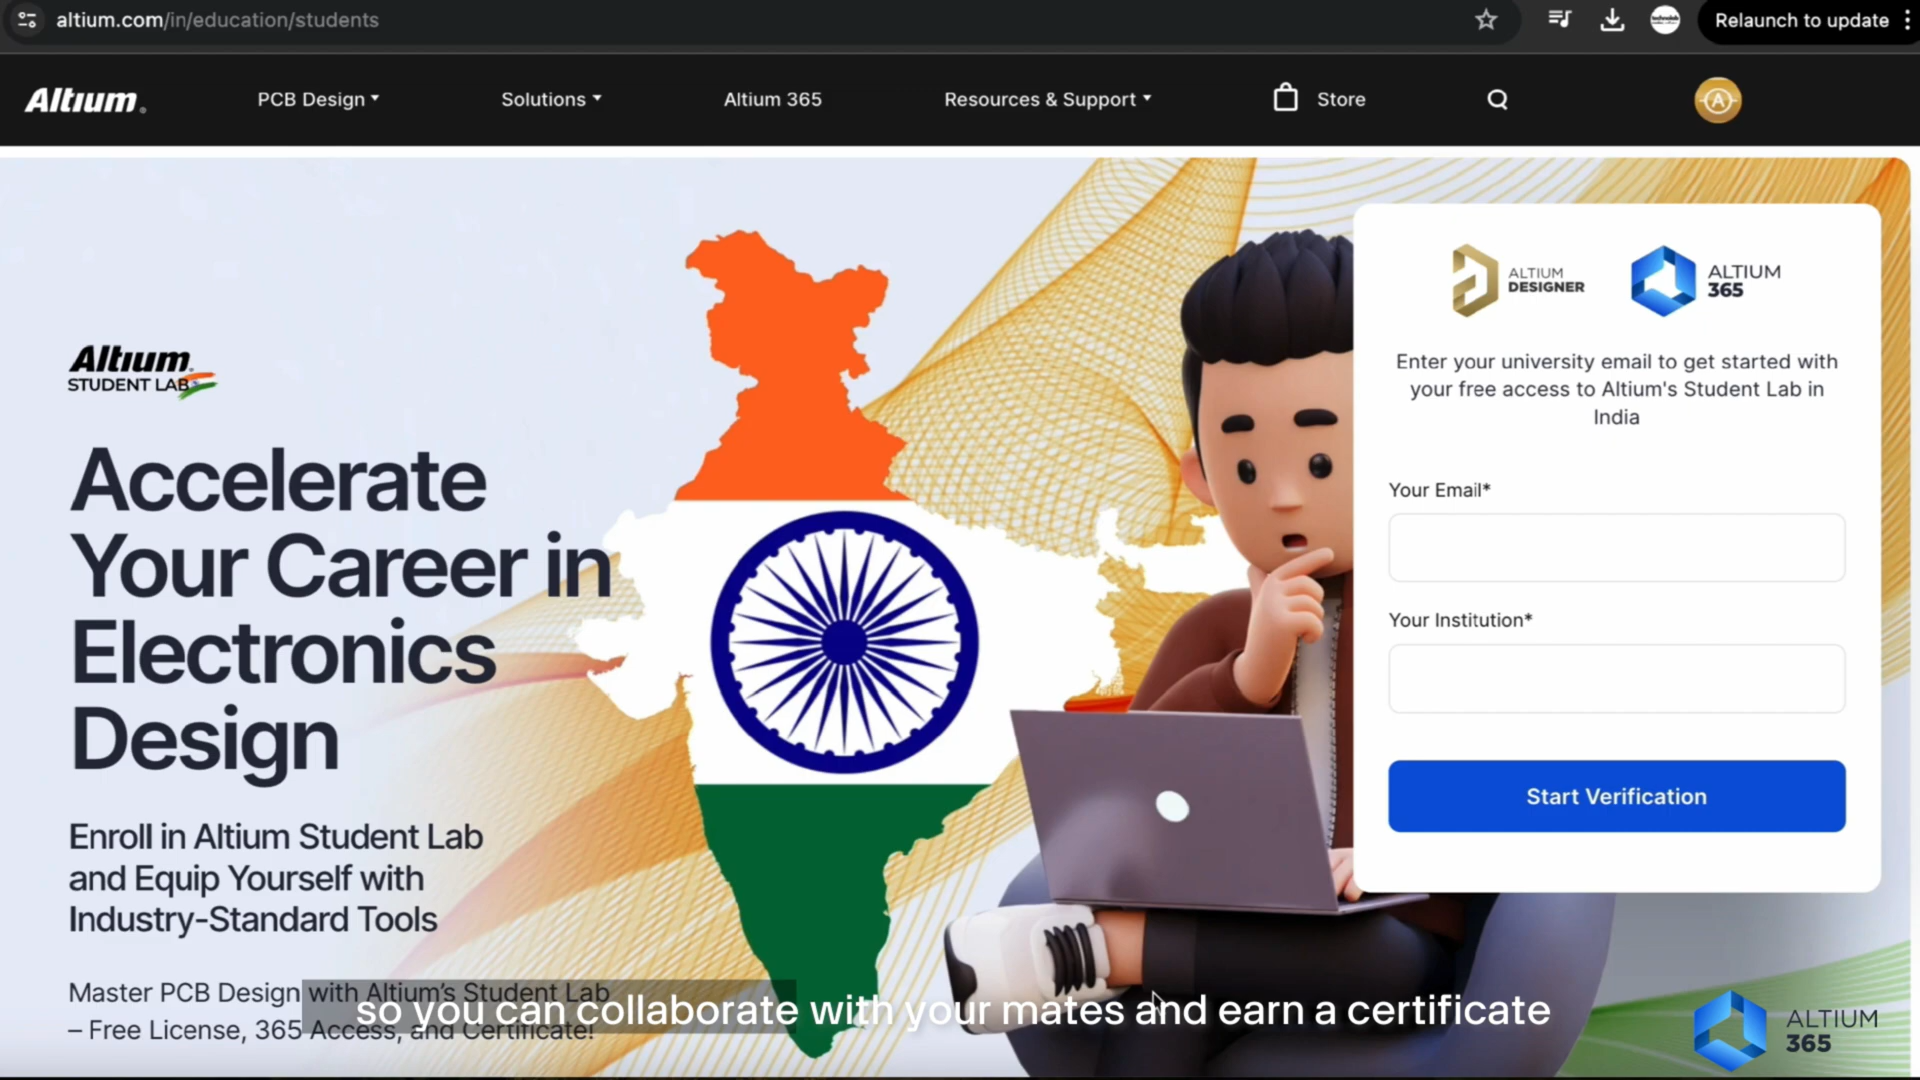 altium.com/in/education/students
Relaunch to update
Altium
PCB Design
Solutions
Altium 365
Resources & Support
Store
A
Altium
STUDENT LAB
Accelerate
Your Career in
Electronics
Design
Enroll in Altium Student Lab
and Equip Yourself with
Industry-Standard Tools
Master PCB Design with Altium's Student Lab
– Free License, 365 Access, and Certificate!
ALTIUM
DESIGNER
ALTIUM
365
Enter your university email to get started with
your free access to Altium's Student Lab in
India
Your Email*
Your Institution*
Start Verification
so you can collaborate with your mates and earn a certificate
ALTIUM
365